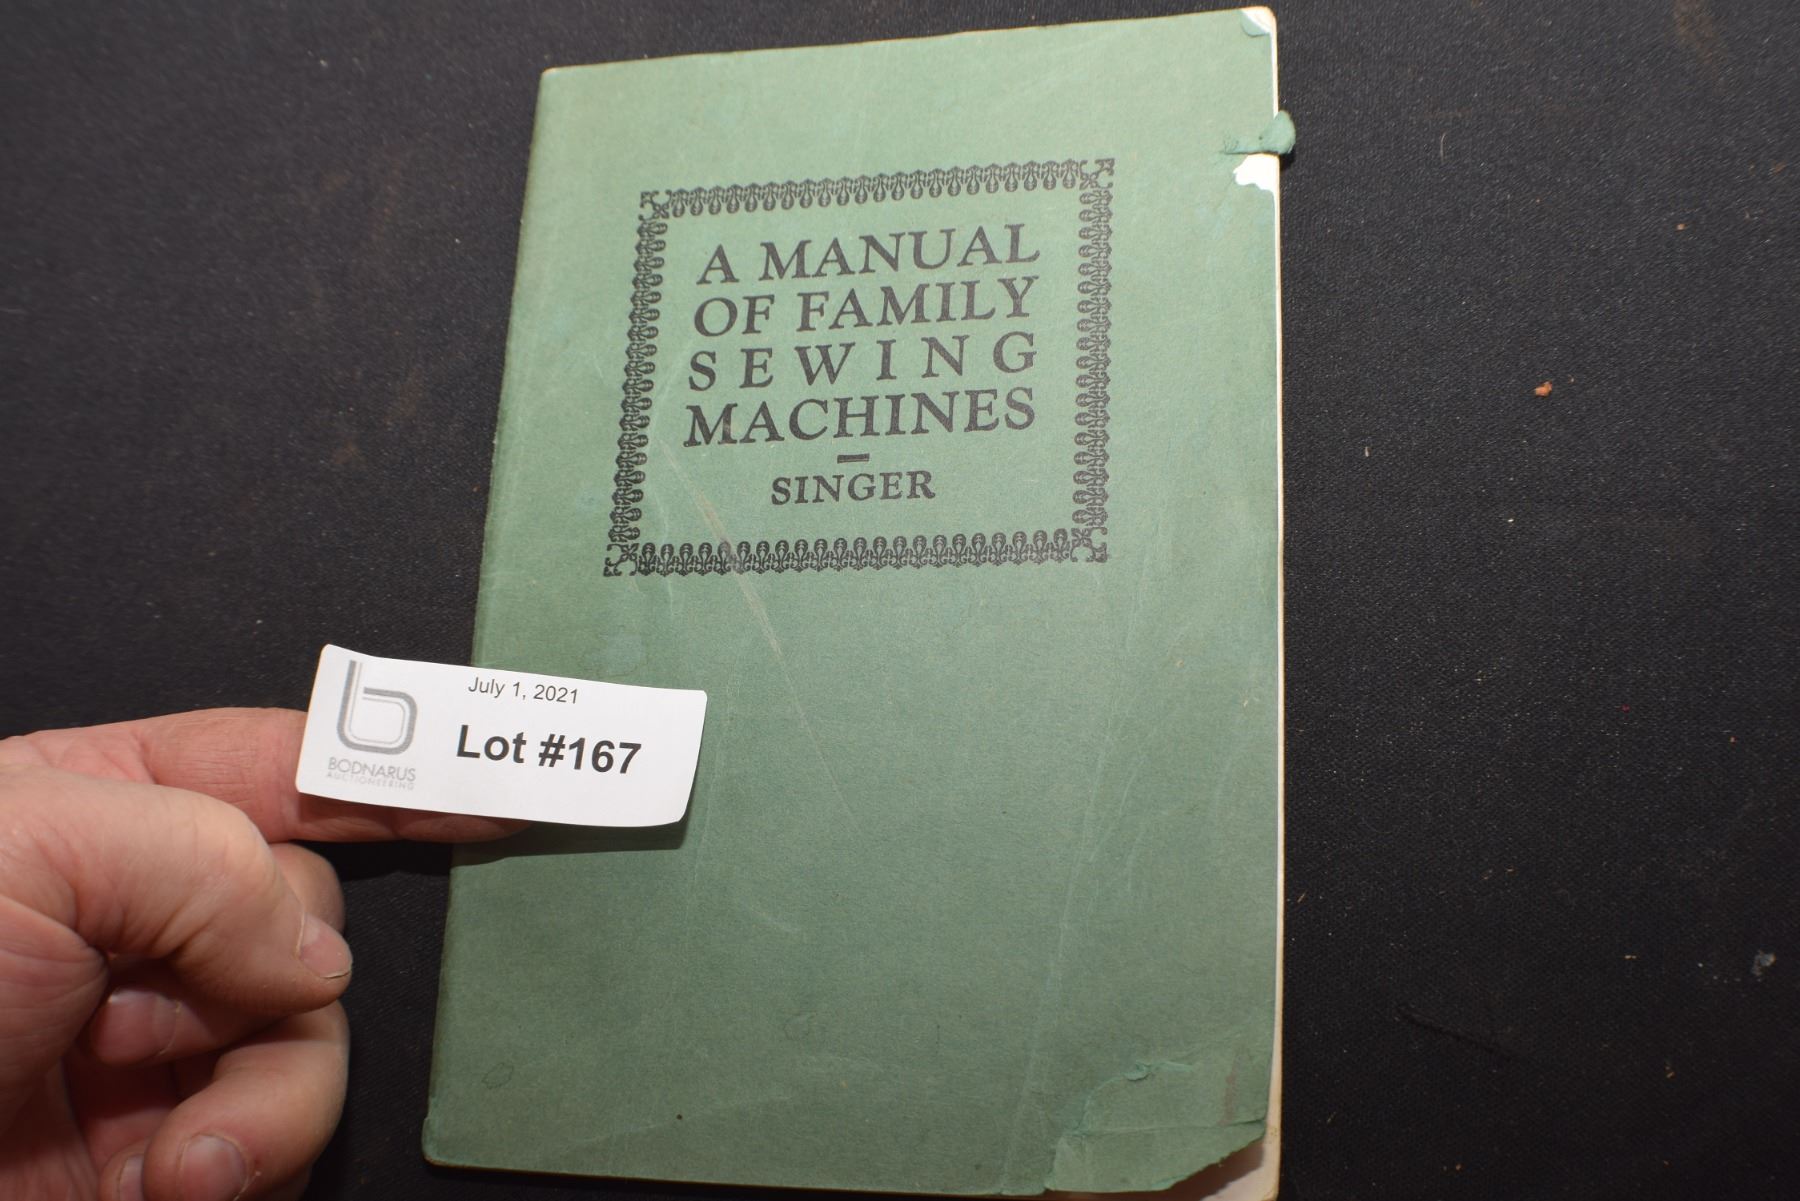 A MANUAL
OF FAMILY
SEWING
MACHINES
SINGER
July 1, 2021
Lot #167
BODNARUS
AUCTIONEERING